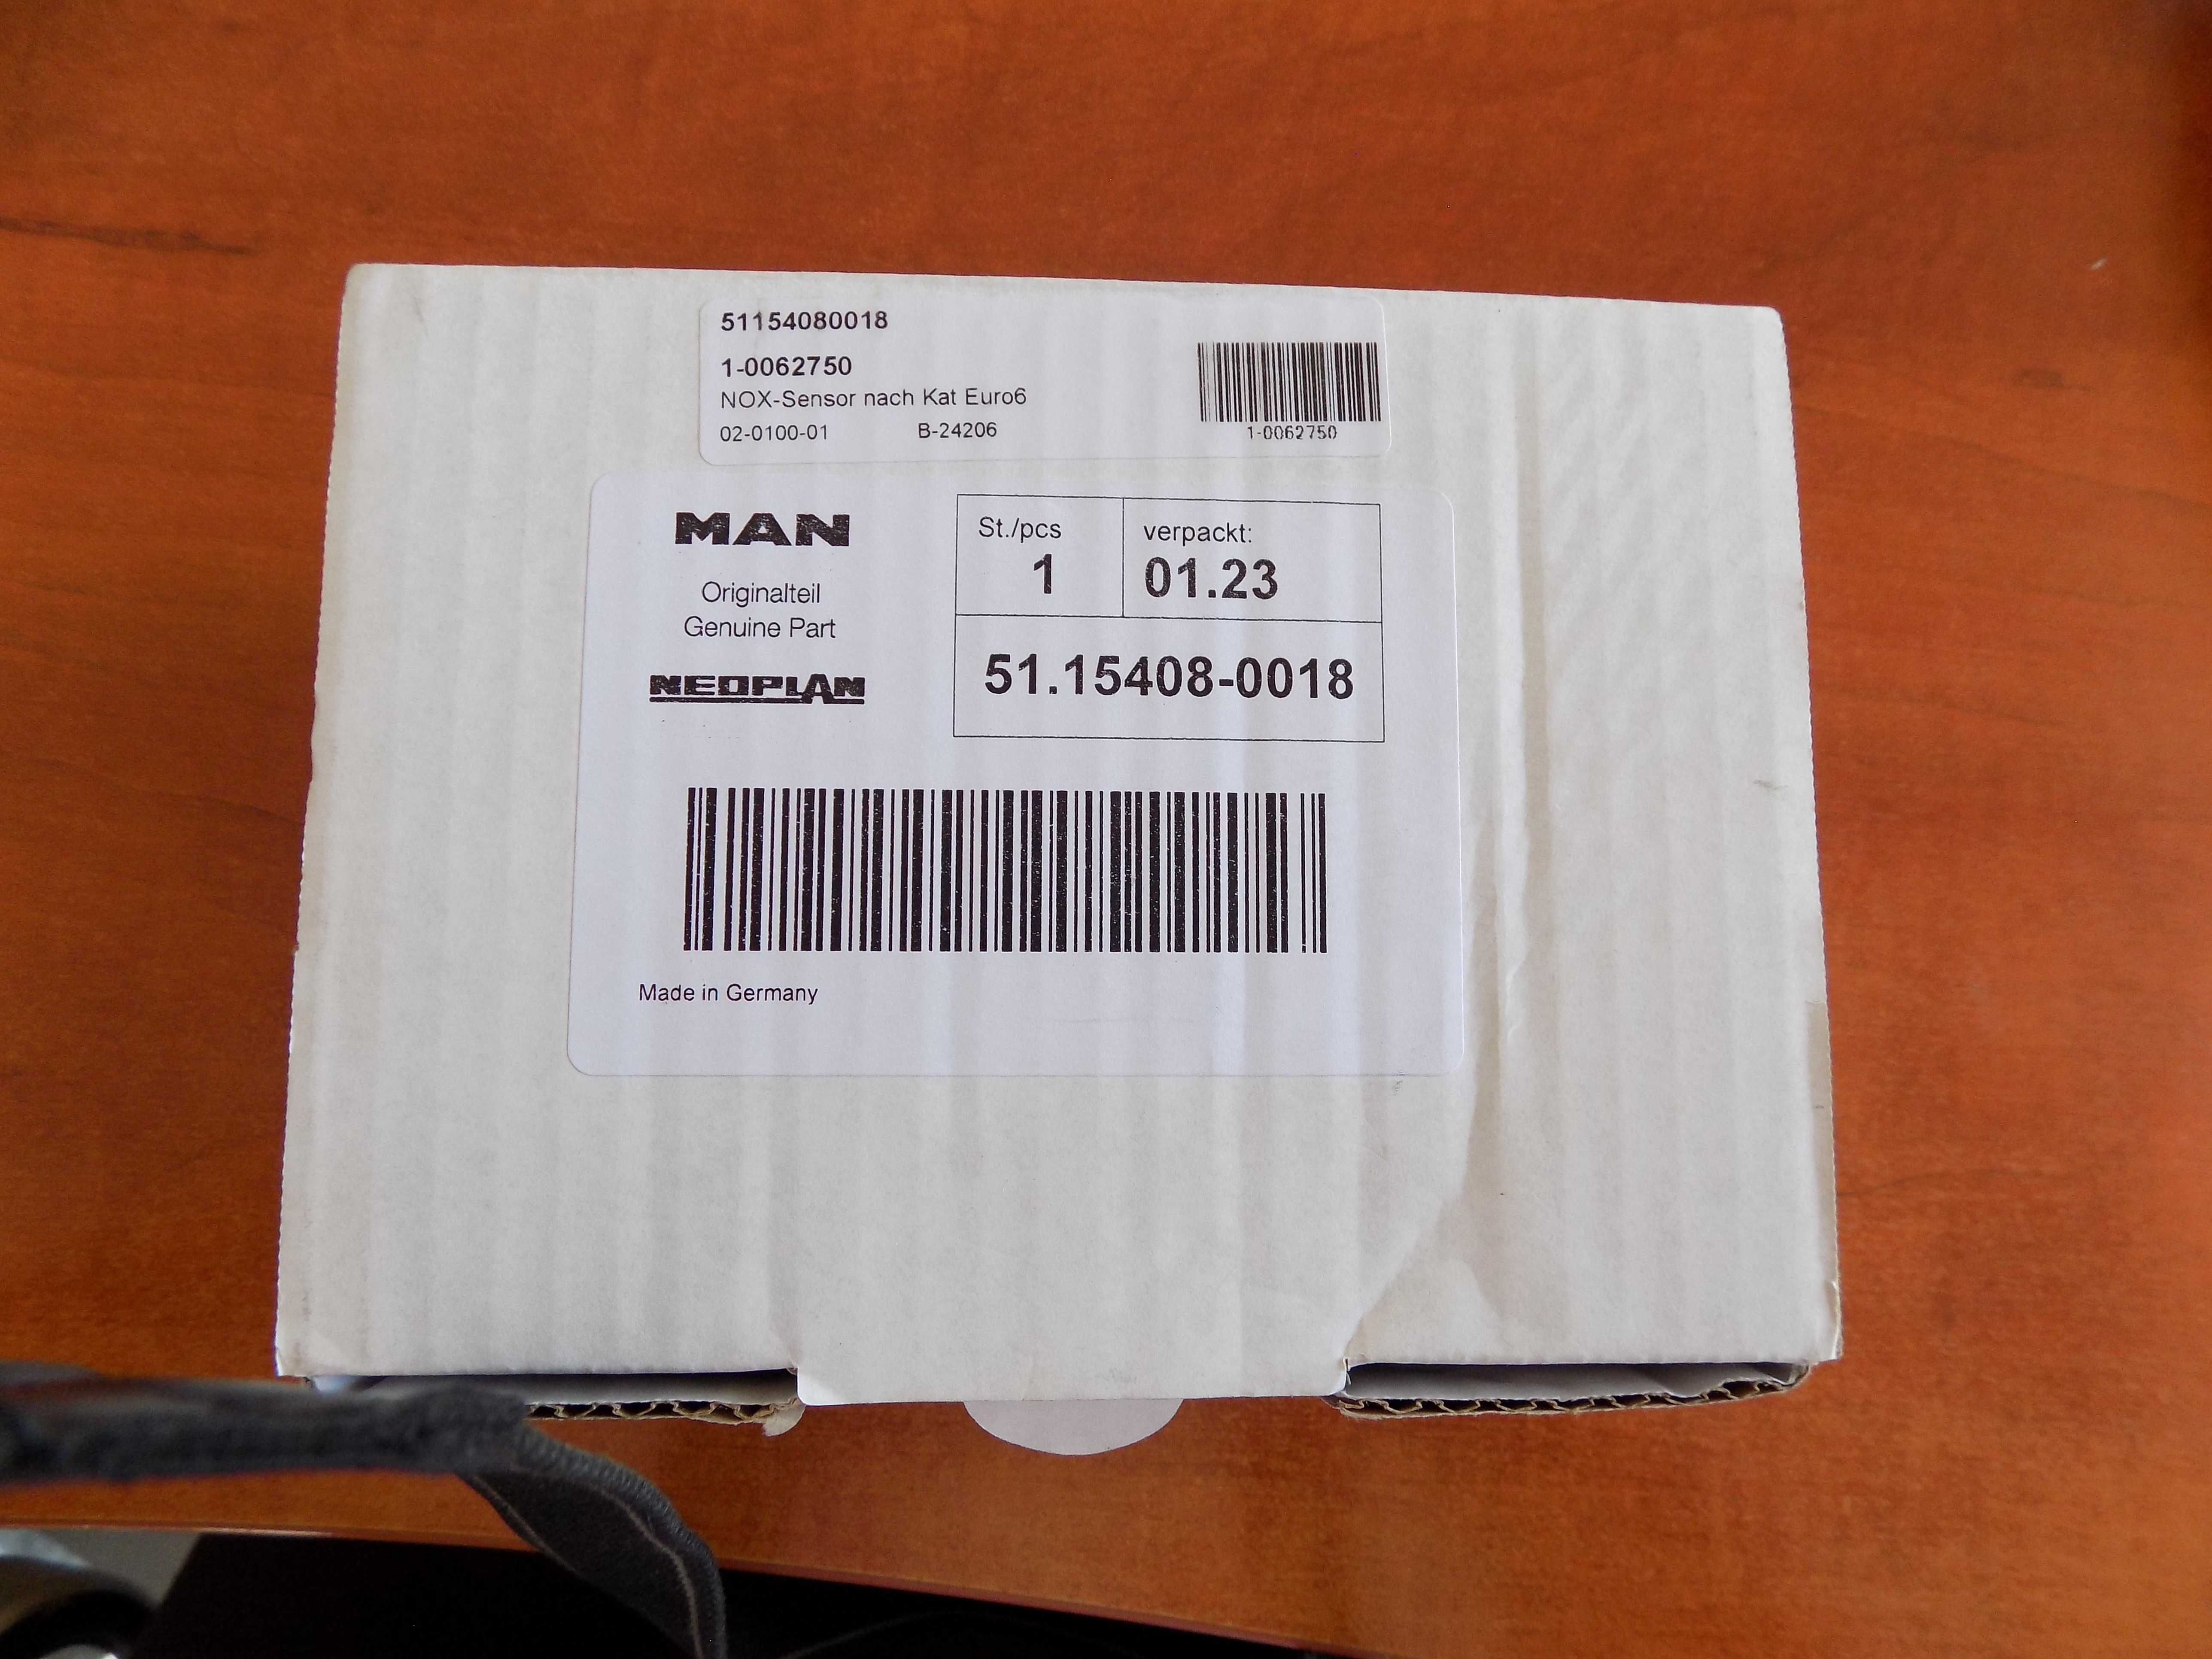 51154080018
1-0062750
NOX-Sensor nach Kat Euro6
02-0100-01 B-24206
1-0062750
MAN
Originalteil
Genuine Part
NEOPLAN
St./pcs
1
verpackt:
01.23
51.15408-0018
Made in Germany